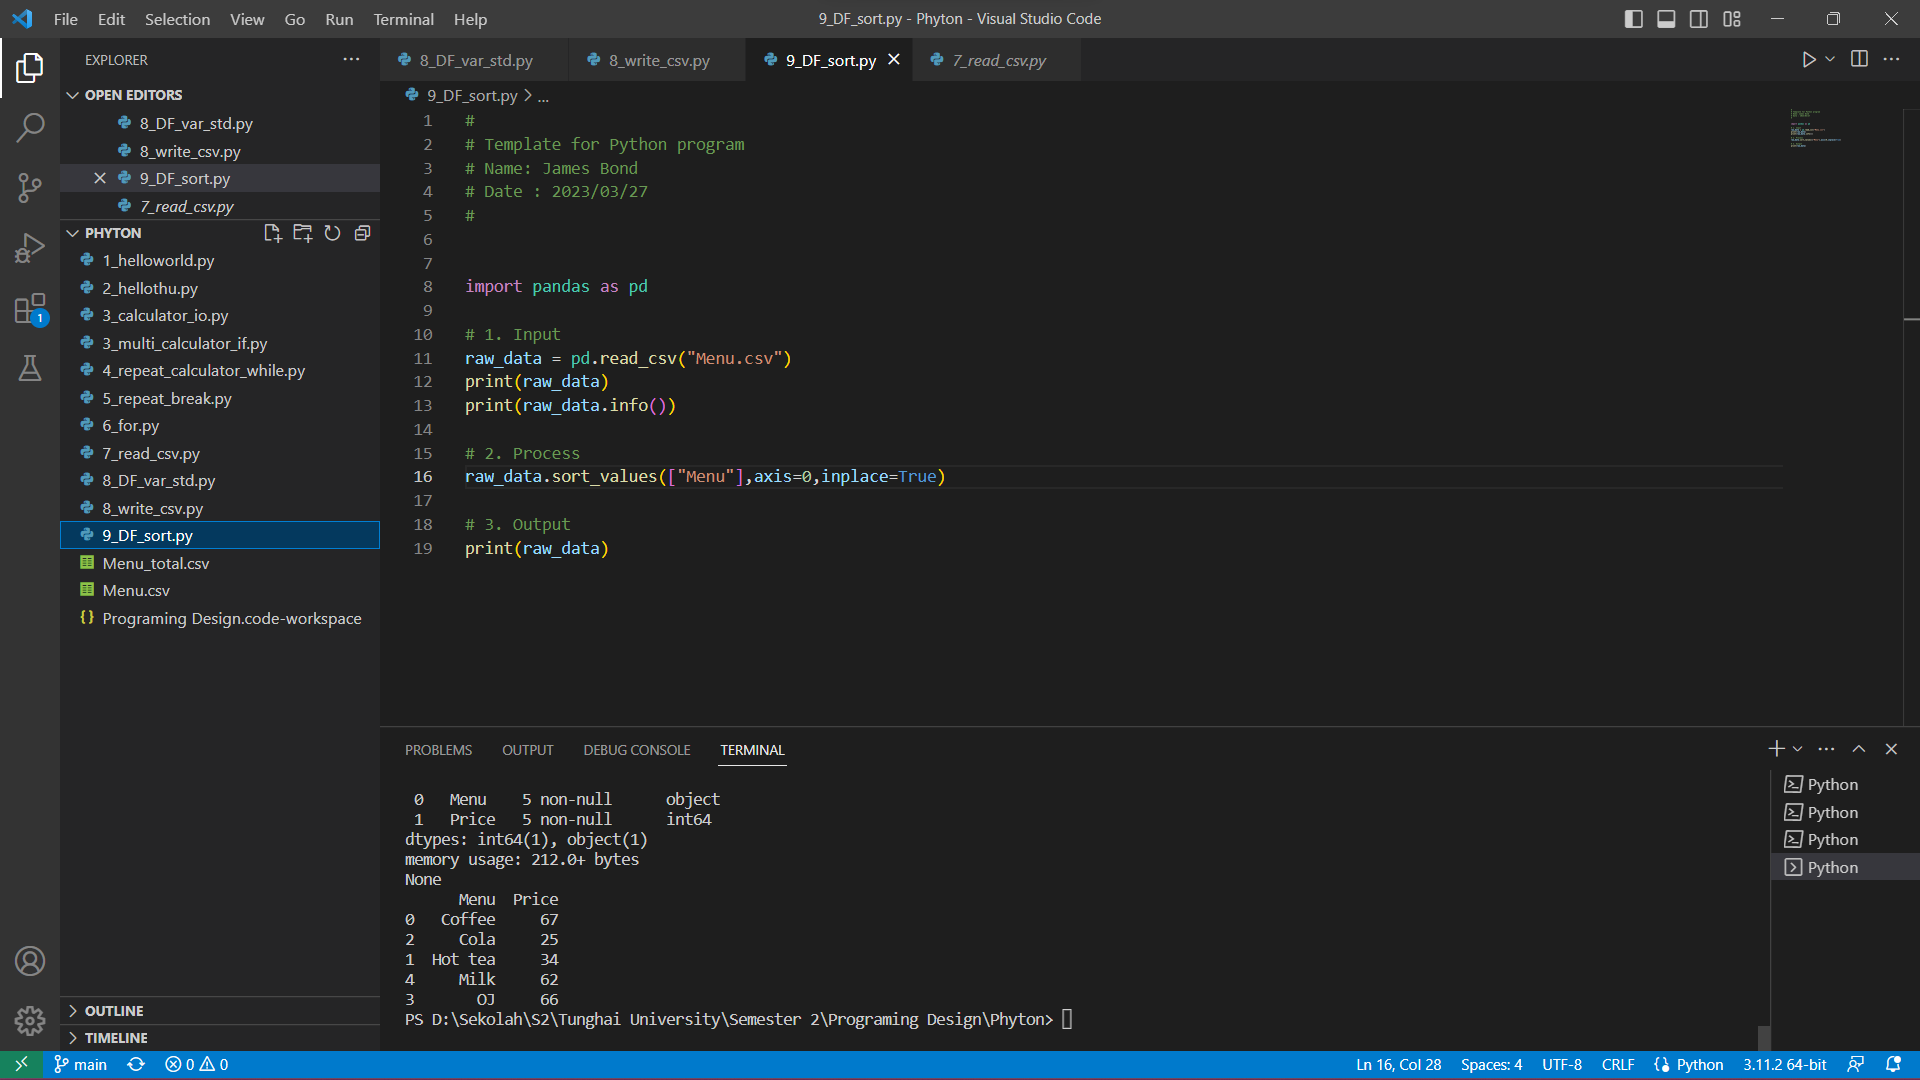 File Edit Selection View Go Run Terminal Help
9_DF_sort.py - Phyton - Visual Studio Code
EXPLORER
OPEN EDITORS
8_DF_var_std.py
8_write_csv.py
9_DF_sort.py
7_read_csv.py
PHYTON
1_helloworld.py
2_hellothu.py
3_calculator_io.py
3_multi_calculator_if.py
4_repeat_calculator_while.py
5_repeat_break.py
6_for.py
7_read_csv.py
8_DF_var_std.py
8_write_csv.py
9_DF_sort.py
Menu_total.csv
Menu.csv
{} Programing Design.code-workspace
OUTLINE
TIMELINE
1
8_DF_var_std.py 8_write_csv.py 9_DF_sort.py 7_read_csv.py
9_DF_sort.py > ...
1 #
2 # Template for Python program
3 # Name: James Bond
4 # Date : 2023/03/27
5 #
6
7
8 import pandas as pd
9
10 # 1. Input
11 raw_data = pd.read_csv("Menu.csv")
12 print(raw_data)
13 print(raw_data.info())
14
15 # 2. Process
16 raw_data.sort_values(["Menu"],axis=0,inplace=True)
17
18 # 3. Output
19 print(raw_data)
PROBLEMS OUTPUT DEBUG CONSOLE TERMINAL
0 Menu 5 non-null object
1 Price 5 non-null int64
dtypes: int64(1), object(1)
memory usage: 212.0+ bytes
None
Menu Price
0 Coffee 67
2 Cola 25
1 Hot tea 34
4 Milk 62
3 OJ 66
PS D:\Sekolah\S2\Tunghai University\Semester 2\Programing Design\Phyton>
Python
Python
Python
Python
main 0 0 Ln 16, Col 28 Spaces: 4 UTF-8 CRLF Python 3.11.2 64-bit